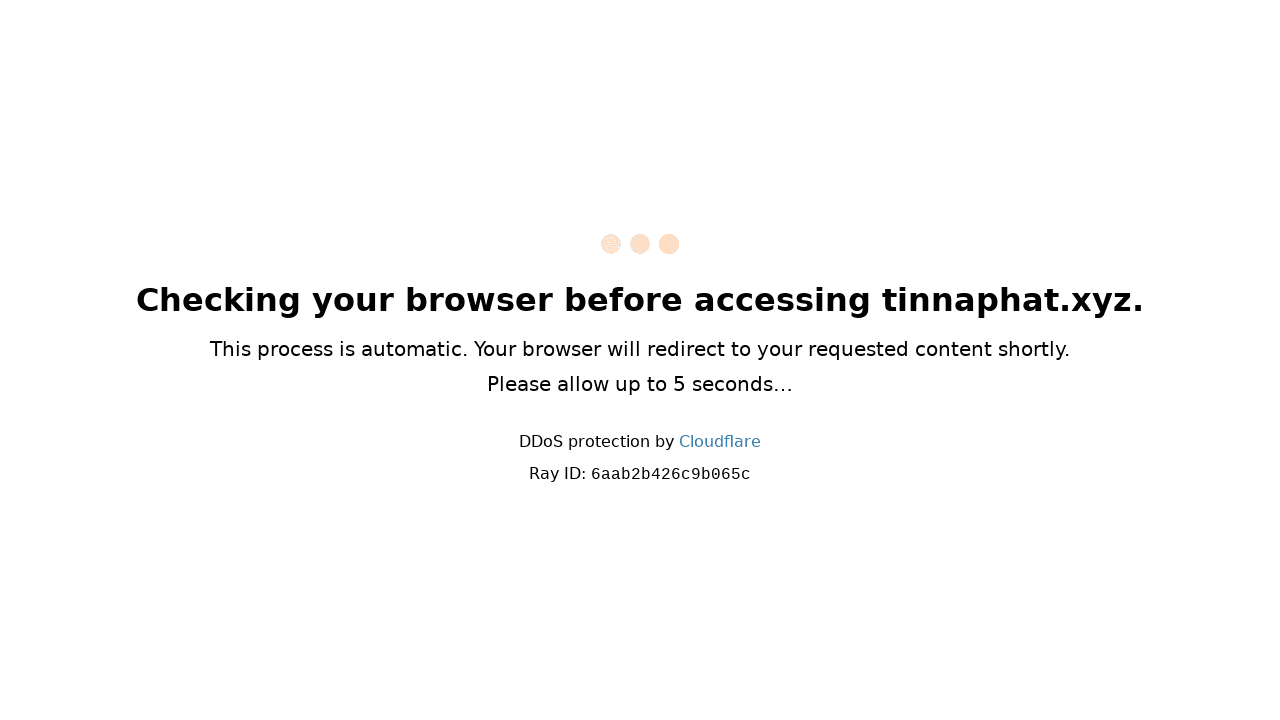 Checking your browser before accessing tinnaphat.xyz.
This process is automatic. Your browser will redirect to your requested content shortly.
Please allow up to 5 seconds…
DDoS protection by Cloudflare
Ray ID: 6aab2b426c9b065c